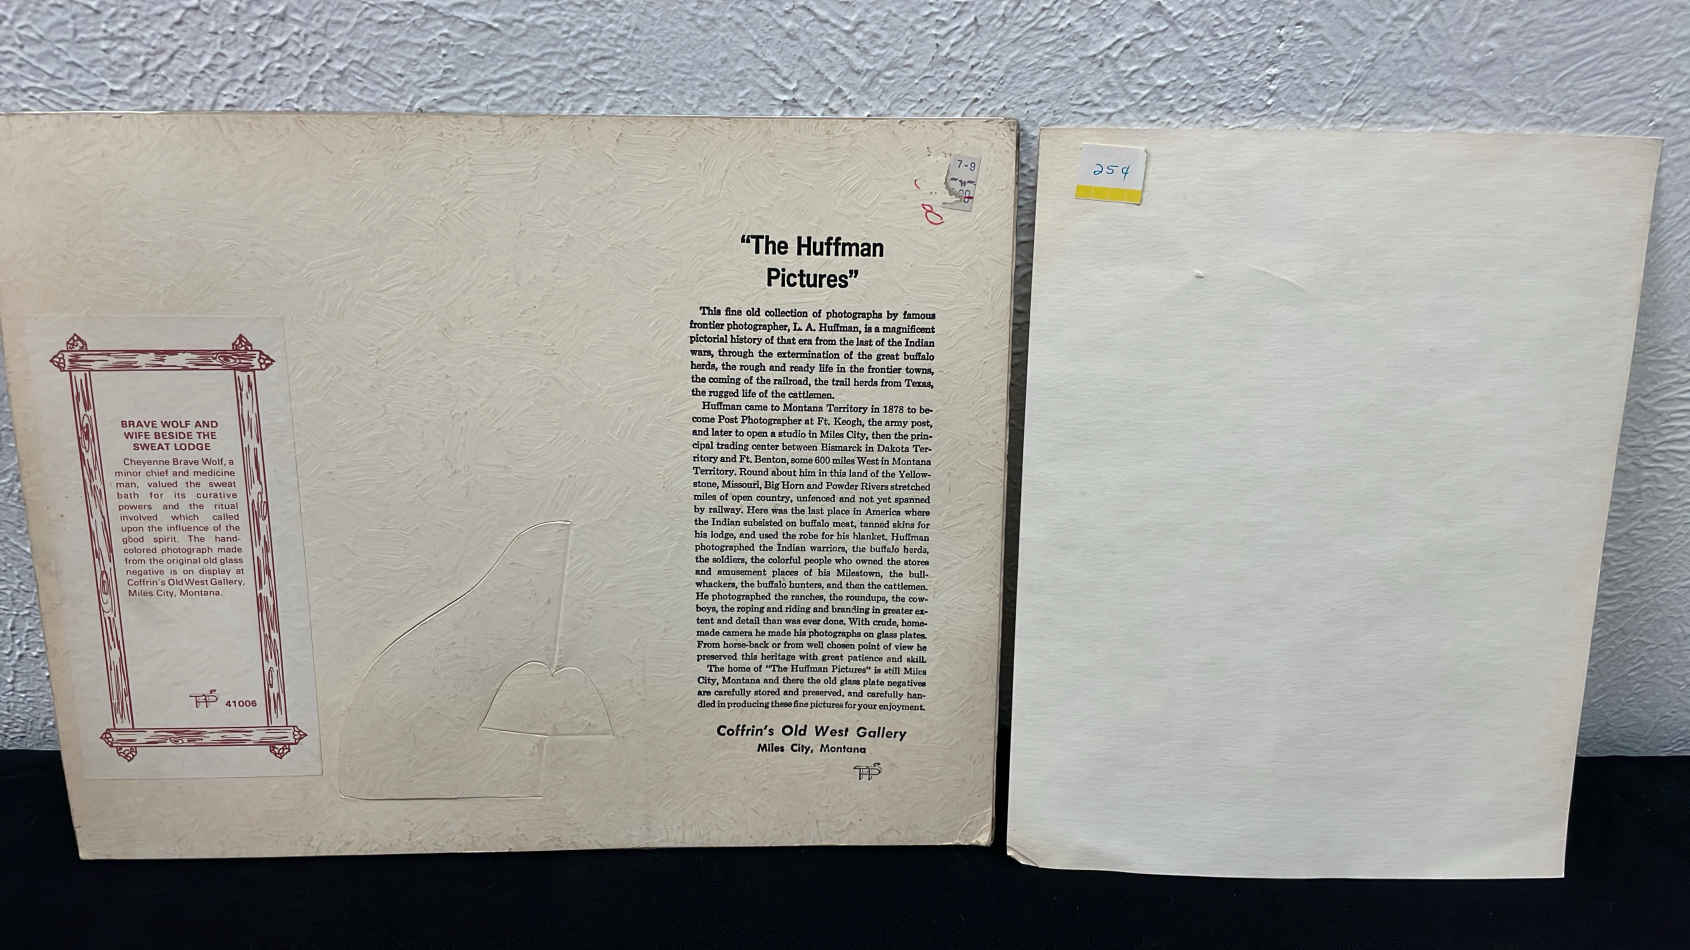 BRAVE WOLF AND
WIFE BESIDE THE
SWEAT LODGE
Cheyenne Brave Wolf, a
minor chief and medicine
man, valued the sweat
bath for its curative
powers and the ritual
involved which called
upon the influence of the
good spirit. The hand-
colored photograph made
from the original old glass
negative is on display at
Coffrin's Old West Gallery,
Miles City, Montana.
41006
7-9
8
"The Huffman
Pictures"
This fine old collection of photographs by famous
frontier photographer, L. A. Huffman, is a magnificent
pictorial history of that era from the last of the Indian
wars, through the extermination of the great buffalo
herds, the rough and ready life in the frontier towns,
the coming of the railroad, the trail herds from Texas,
the rugged life of the cattlemen.
Huffman came to Montana Territory in 1878 to be-
come Post Photographer at Ft. Keogh, the army post,
and later to open a studio in Miles City, then the prin-
cipal trading center between Bismarck in Dakota Ter-
ritory and Ft. Benton, some 600 miles West in Montana
Territory. Round about him in this land of the Yellow-
stone, Missouri, Big Horn and Powder Rivers stretched
miles of open country, unfenced and not yet spanned
by railway. Here was the last place in America where
the Indian subsisted on buffalo meat, tanned skins for
his lodge, and used the robe for his blanket. Huffman
photographed the Indian warriors, the buffalo herds,
the soldiers, the colorful people who owned the stores
and amusement places of his Milestown, the bull-
whackers, the buffalo hunters, and then the cattlemen.
He photographed the ranches, the roundups, the cow-
boys, the roping and riding and branding in greater ex-
tent and detail than was ever done. With crude, home-
made camera he made his photographs on glass plates.
From horse-back or from well chosen point of view he
preserved this heritage with great patience and skill.
The home of "The Huffman Pictures" is still Miles
City, Montana and there the old glass plate negatives
are carefully stored and preserved, and carefully han-
dled in producing these fine pictures for your enjoyment.
Coffrin's Old West Gallery
Miles City, Montana
25¢